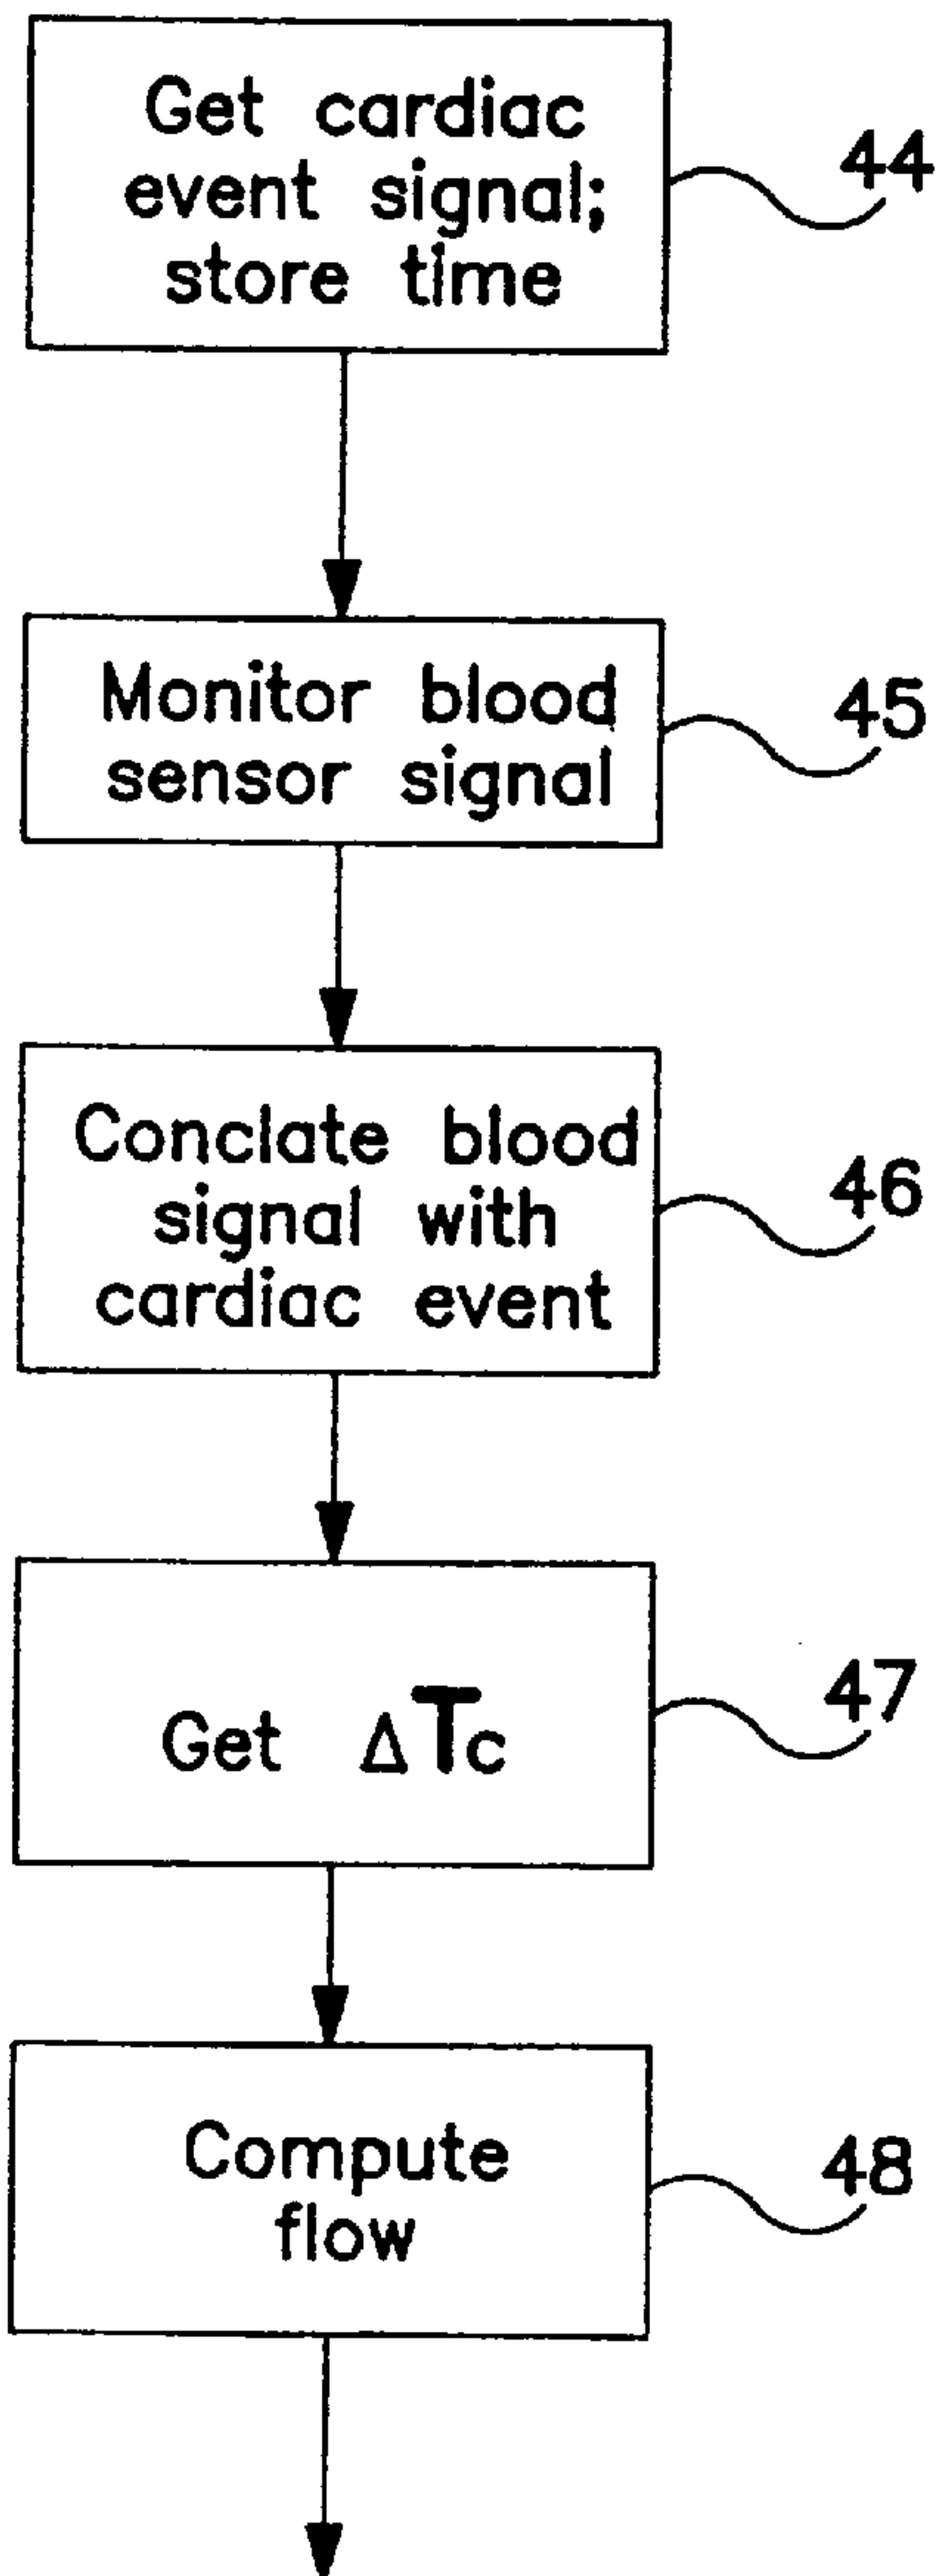 Get cardiac
event signal;
store time
44
Monitor blood
sensor signal
45
Conclate blood
signal with
cardiac event
46
Get ΔTc
47
Compute
flow
48